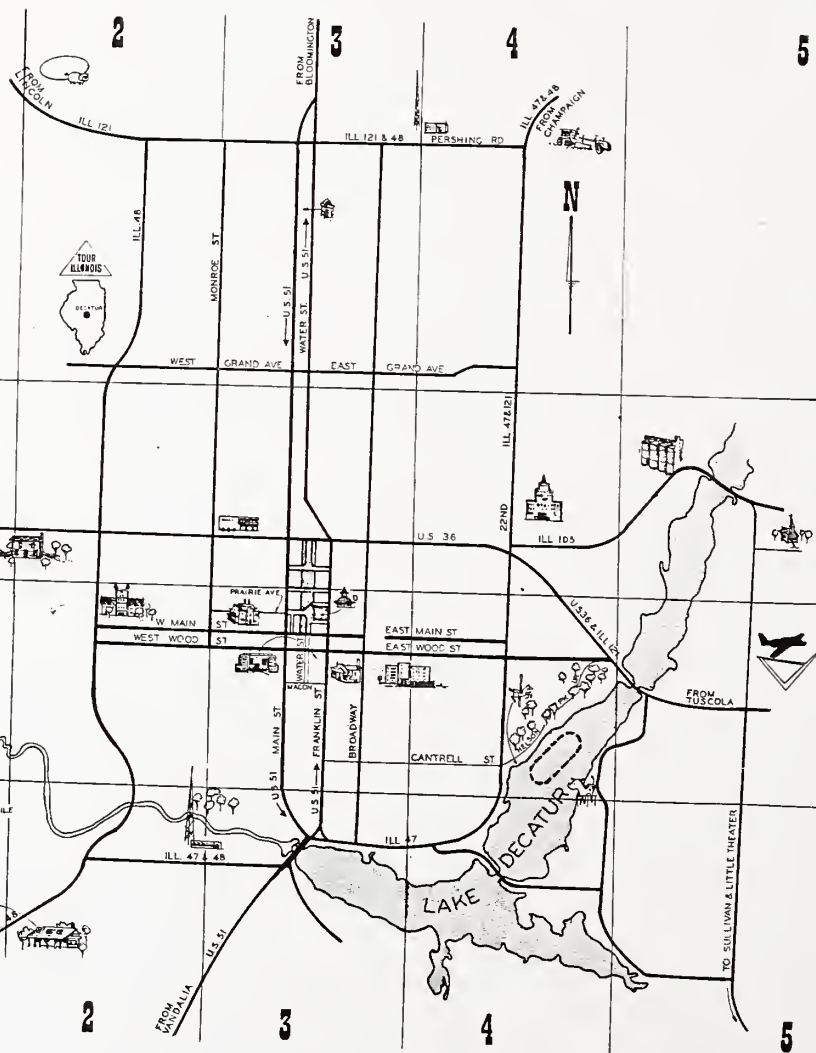 2
3
4
5
FROM
LINCOLN
FROM
BLOOMINGTON
ILL 47 & 48
FROM
CHAMPAIGN
ILL 121
ILL 121 & 48
PERSHING RD
N
ILL. 48
MONROE ST
U.S. 51
WATER ST.
U.S. 51
TOUR
ILLINOIS
DECATUR
WEST
GRAND AVE
EAST
GRAND AVE
ILL 47 & 121
22ND
U.S 36
ILL 105
PRAIRIE AVE
W MAIN
ST
WEST WOOD
ST
EAST MAIN ST
EAST WOOD ST
U.S 36 & ILL 121
WATER ST
MACON
FROM
TUSCOLA
NELSON
PK
U.S 51
MAIN ST
U.S 51
FRANKLIN ST
BROADWAY
CANTRELL
ST
ILL 47
ILL. 47 & 48
DECATUR
LAKE
TO SULLIVAN & LITTLE THEATER
U.S 51
FROM
VANDALIA
2
3
4
5